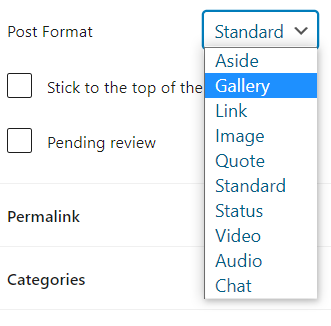 Post Format
Standard
Aside
Gallery
Link
Image
Quote
Standard
Status
Video
Audio
Chat
Stick to the top of the
Pending review
Permalink
Categories